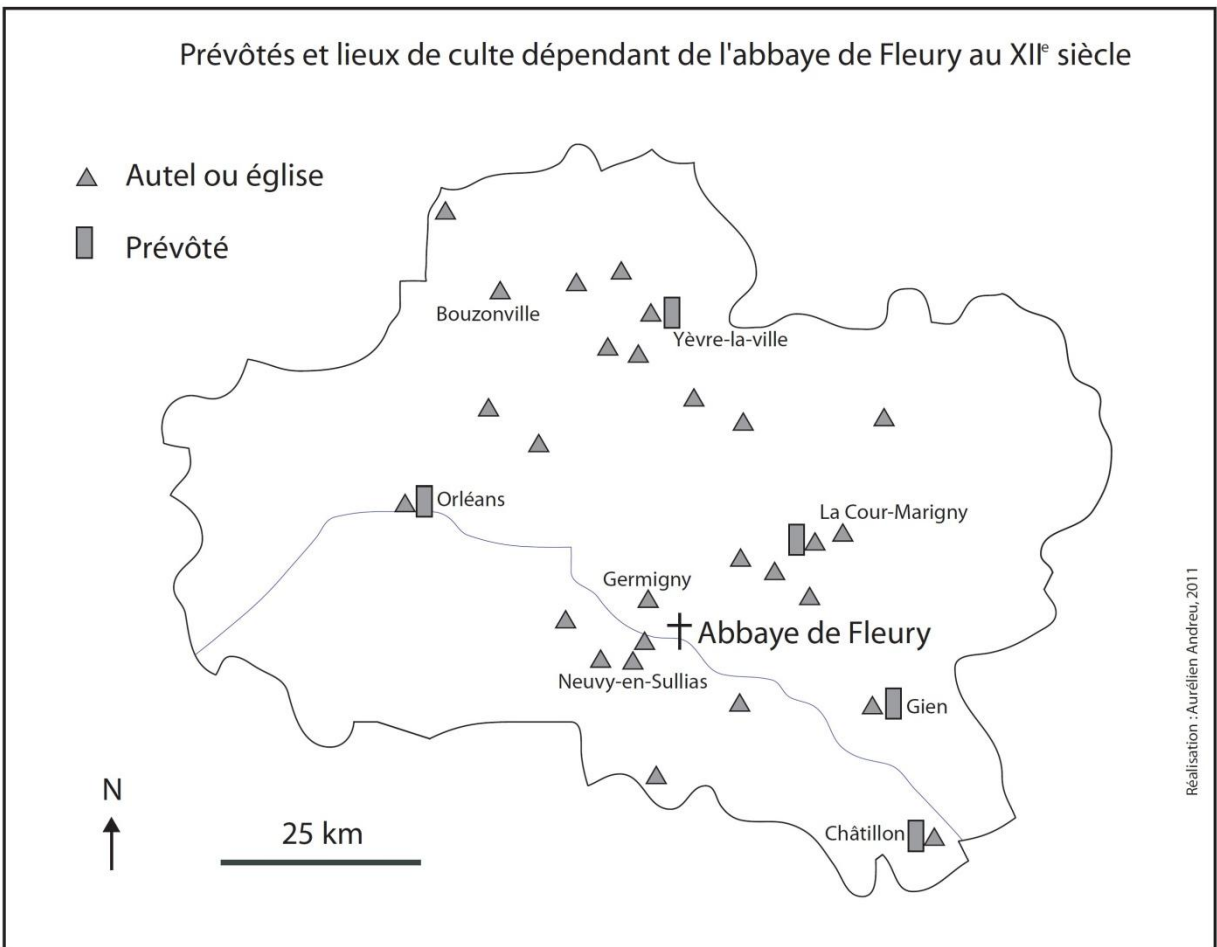 Prévôtés et lieux de culte dépendant de l'abbaye de Fleury au XIIe siècle
Autel ou église
Prévôté
Bouzonville
Yèvre-la-ville
Orléans
La Cour-Marigny
Germigny
Abbaye de Fleury
Neuvy-en-Sullias
Gien
Châtillon
N
25 km
Réalisation : Aurélien Andreu, 2011